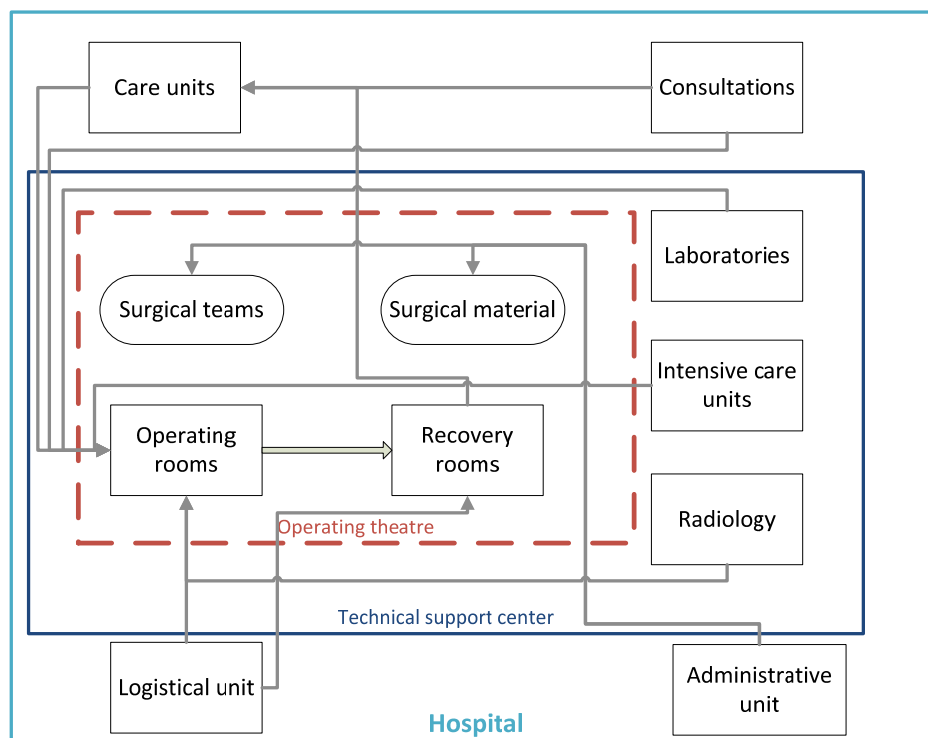 Care units
Consultations
Laboratories
Surgical teams
Surgical material
Intensive care
units
Operating
rooms
Recovery
rooms
Radiology
Operating theatre
Technical support center
Logistical unit
Administrative
unit
Hospital